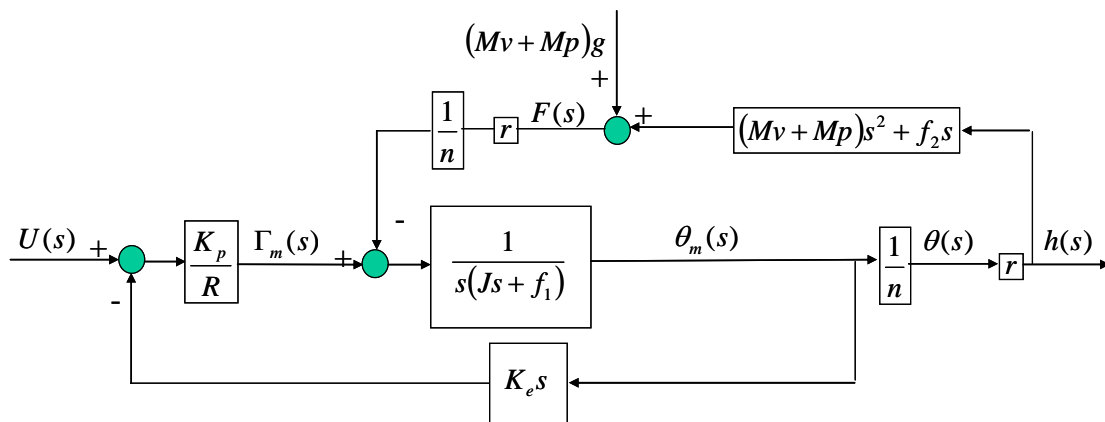 (Mv + Mp)g
+
1/n
r
F(s)
+
(Mv + Mp)s² + f₂s
-
U(s)
+
K_p/R
Γ_m(s)
+
1/(s(Js + f₁))
θ_m(s)
1/n
θ(s)
r
h(s)
-
K_e s